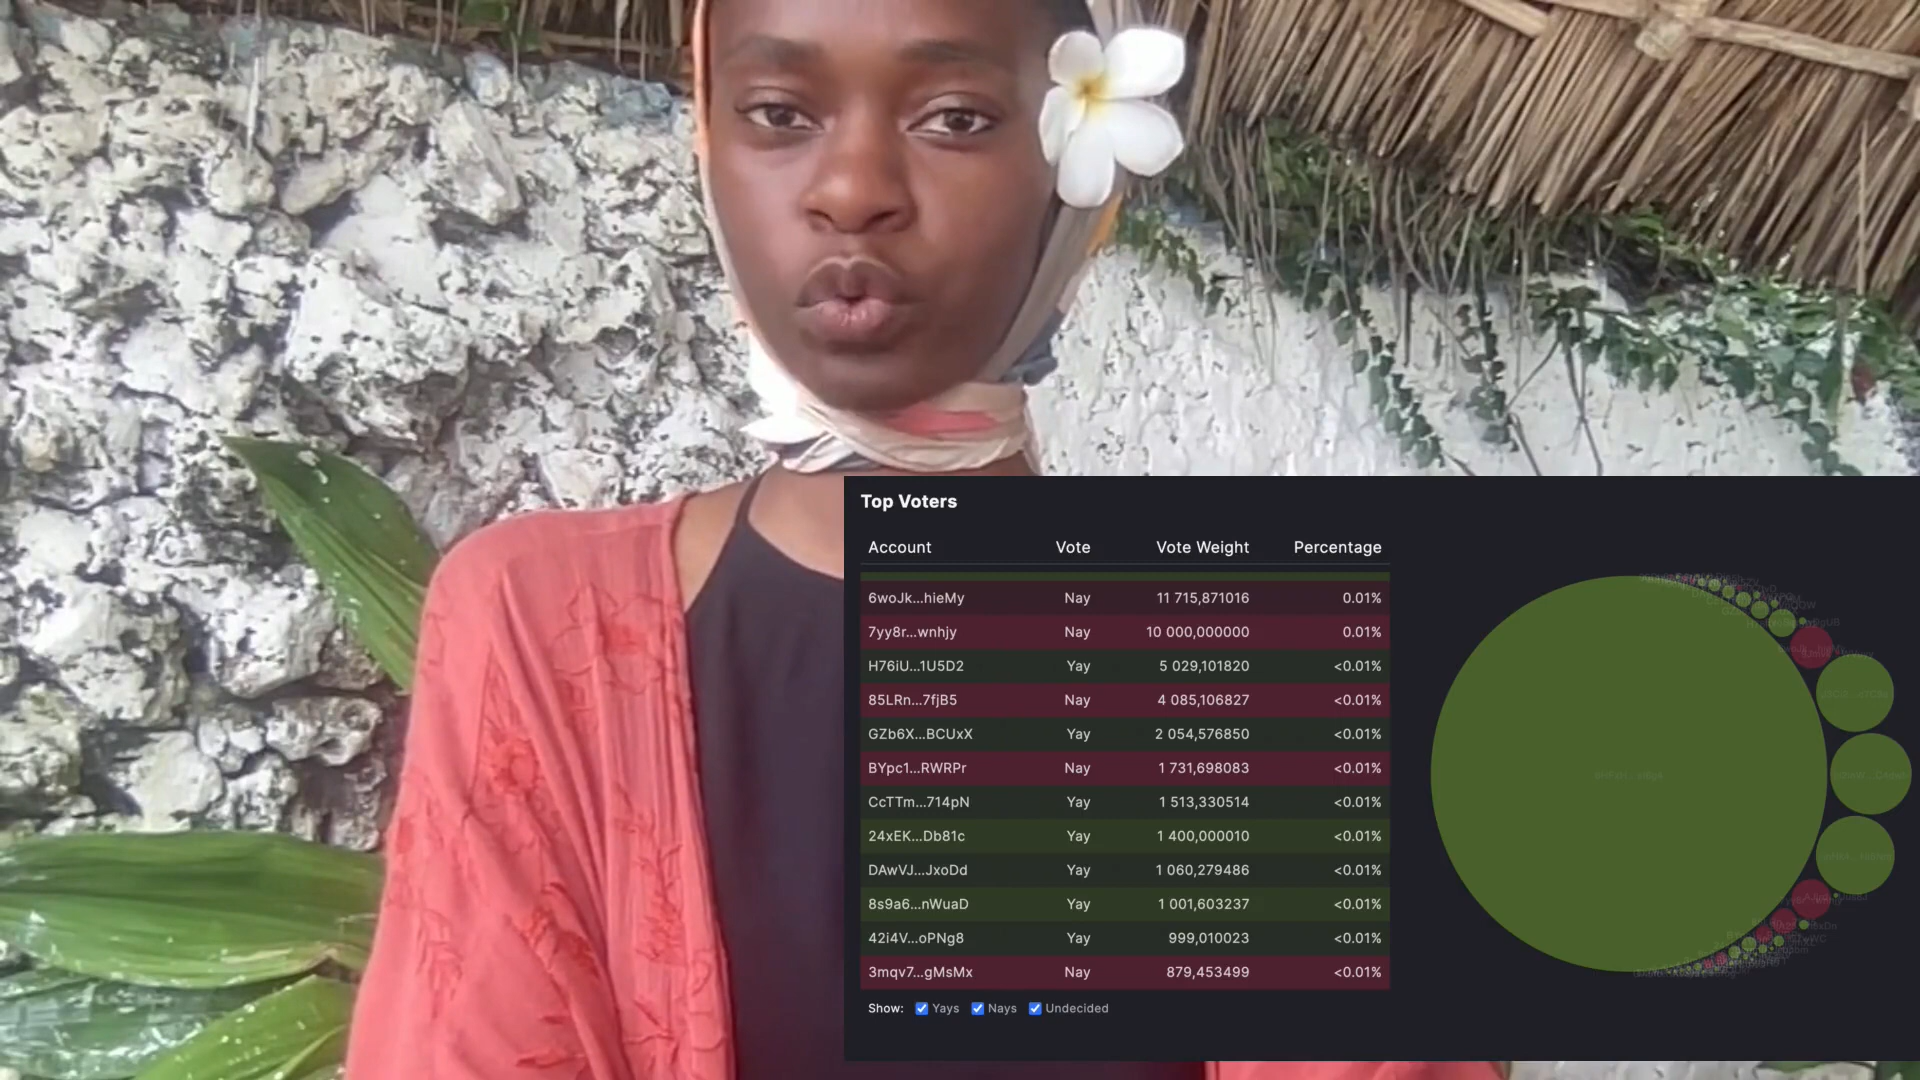 Top Voters
Account Vote Vote Weight Percentage
6woJk...hieMy Nay 11 715,871016 0.01%
7yy8r...wnhjy Nay 10 000,000000 0.01%
H76iU...1U5D2 Yay 5 029,101820 <0.01%
85LRn...7fjB5 Nay 4 085,106827 <0.01%
GZb6X...BCUxX Yay 2 054,576850 <0.01%
BYpc1...RWRPr Nay 1 731,698083 <0.01%
CcTTm...714pN Yay 1 513,330514 <0.01%
24xEK...Db81c Yay 1 400,000010 <0.01%
DAwVJ...JxoDd Yay 1 060,279486 <0.01%
8s9a6...nWuaD Yay 1 001,603237 <0.01%
42i4V...oPNg8 Yay 999,010023 <0.01%
3mqv7...gMsMx Nay 879,453499 <0.01%
Show: Yays Nays Undecided